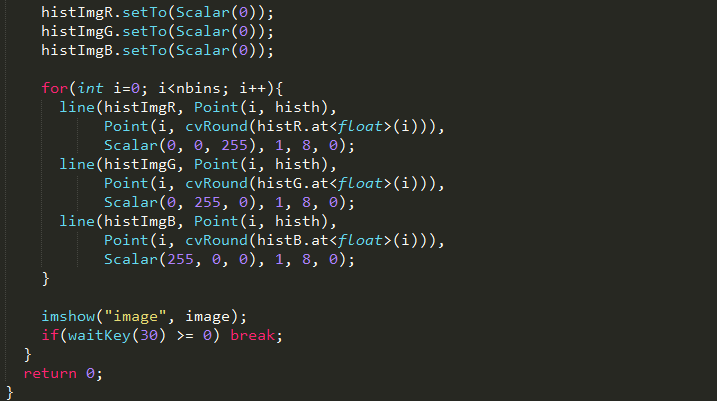 histImgR.setTo(Scalar(0));
histImgG.setTo(Scalar(0));
histImgB.setTo(Scalar(0));
for(int i=0; i<nbins; i++){
line(histImgR, Point(i, histh),
Point(i, cvRound(histR.at<float>(i))),
Scalar(0, 0, 255), 1, 8, 0);
line(histImgG, Point(i, histh),
Point(i, cvRound(histG.at<float>(i))),
Scalar(0, 255, 0), 1, 8, 0);
line(histImgB, Point(i, histh),
Point(i, cvRound(histB.at<float>(i))),
Scalar(255, 0, 0), 1, 8, 0);
}
imshow("image", image);
if(waitKey(30) >= 0) break;
}
return 0;
}